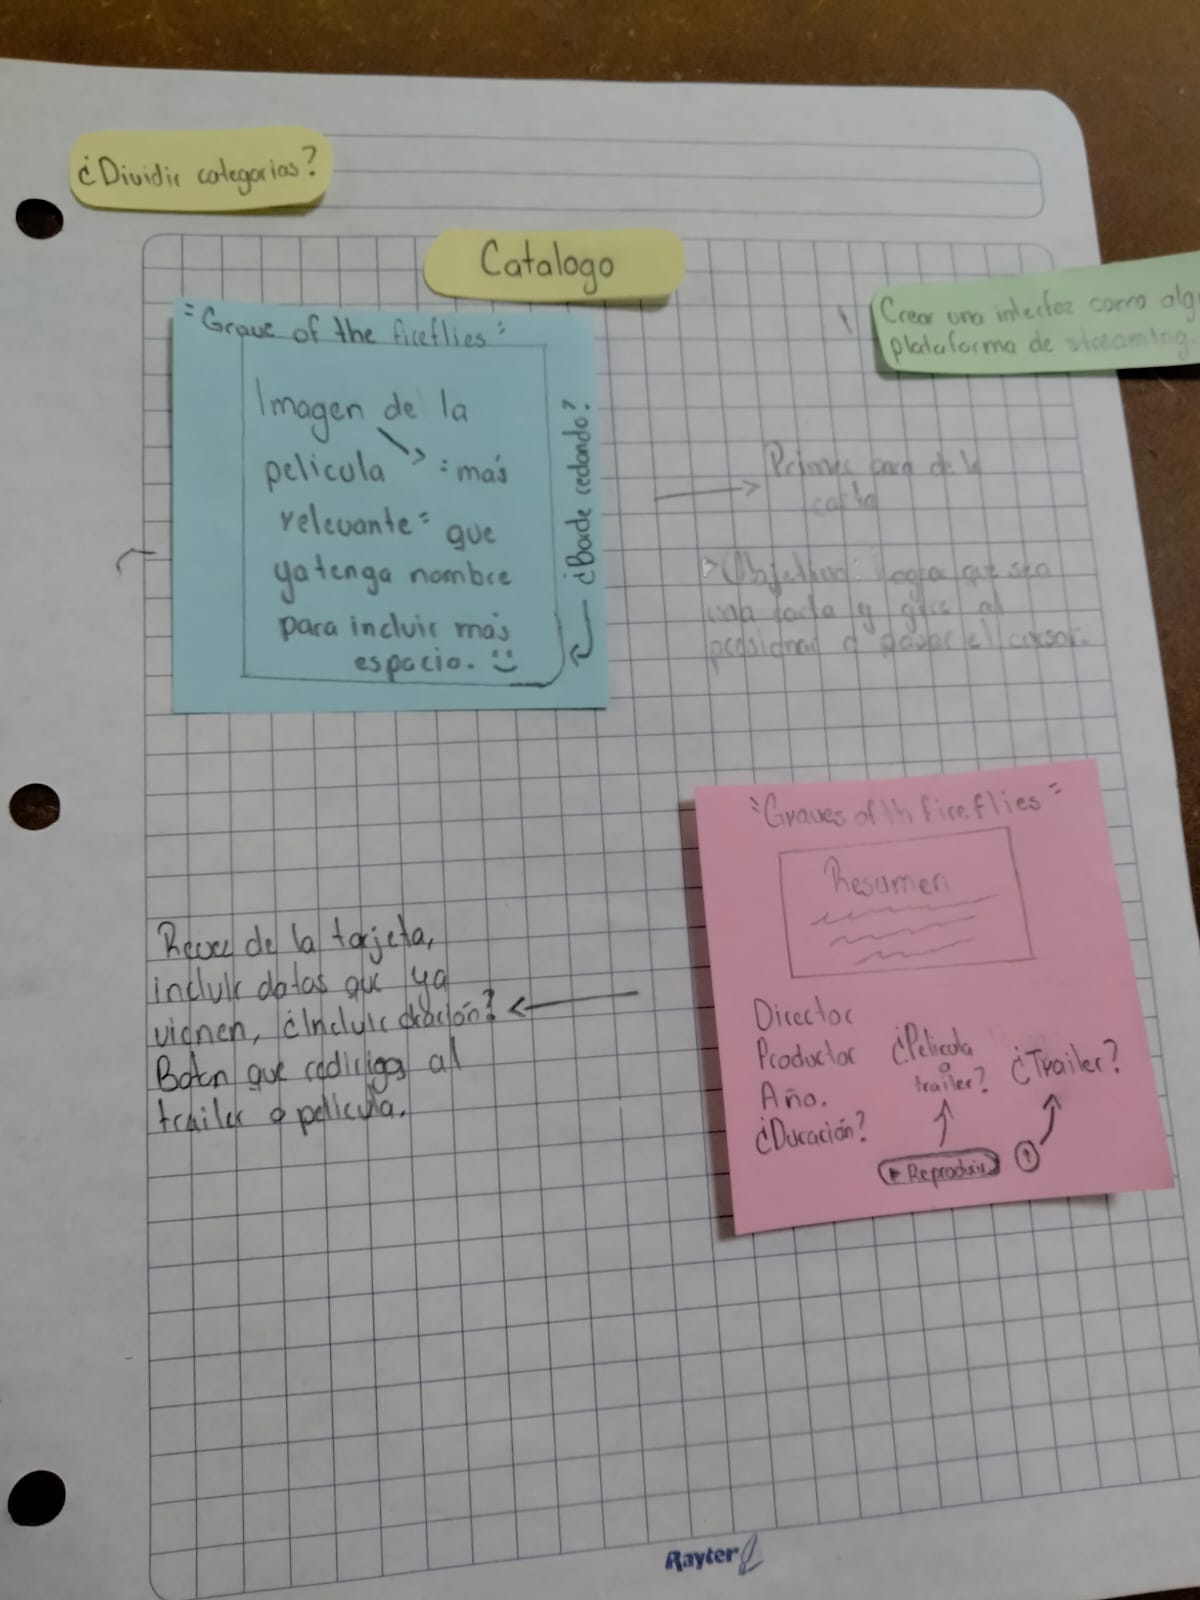 ¿Dividir categorias?
Catalogo
Crear una interfaz como alg
plataforma de streaming.
"Grave of the fireflies"
Imagen de la
pelicula = más
relevante = que
ya tenga nombre
para incluir más
espacio.
¿Borde redondo?
Primer cara de la
carta
Objetivo: lograr que sea
una carta y gire al
presionar o pasar el cursor.
"Graves of th fireflies"
Resumen
Director
Productor
Año.
¿Duración?
¿Pelicula
o
trailer?
¿Trailer?
Reproducir
Rever de la tarjeta,
incluir datos que ya
vienen, ¿Incluir duración?
Boton que rediriga al
trailer o pelicula.
Rayter